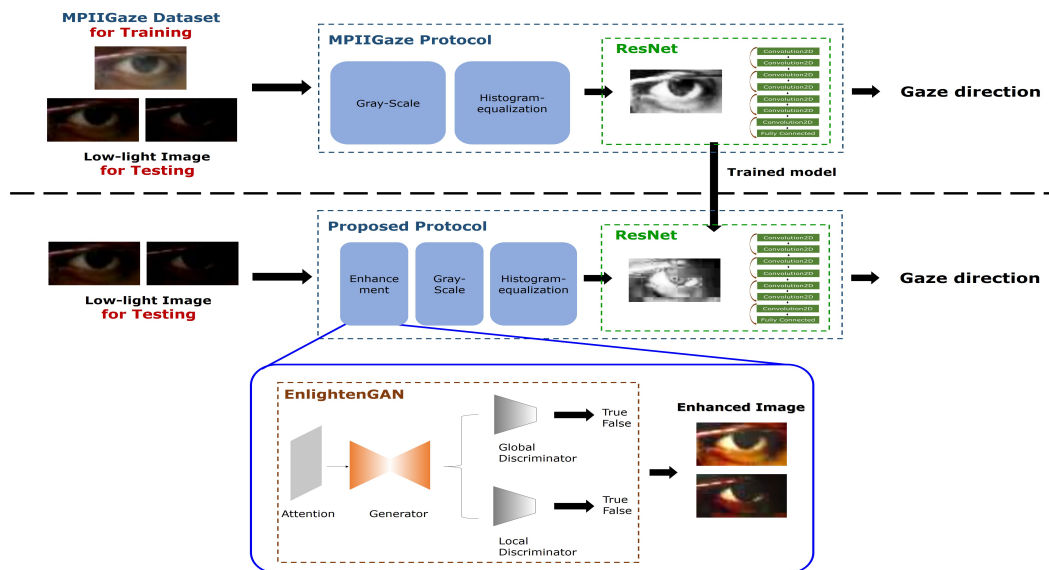 MPIIGaze Dataset
for Training
Low-light Image
for Testing
MPIIGaze Protocol
Gray-Scale
Histogram-
equalization
ResNet
Convolution2D
Convolution2D
Convolution2D
Convolution2D
Convolution2D
Convolution2D
Convolution2D
Fully Connected
Gaze direction
Trained model
Low-light Image
for Testing
Proposed Protocol
Enhance
ment
Gray-
Scale
Histogram-
equalization
ResNet
Convolution2D
Convolution2D
Convolution2D
Convolution2D
Convolution2D
Convolution2D
Convolution2D
Fully Connected
Gaze direction
EnlightenGAN
Attention
Generator
Global
Discriminator
True
False
Local
Discriminator
True
False
Enhanced Image